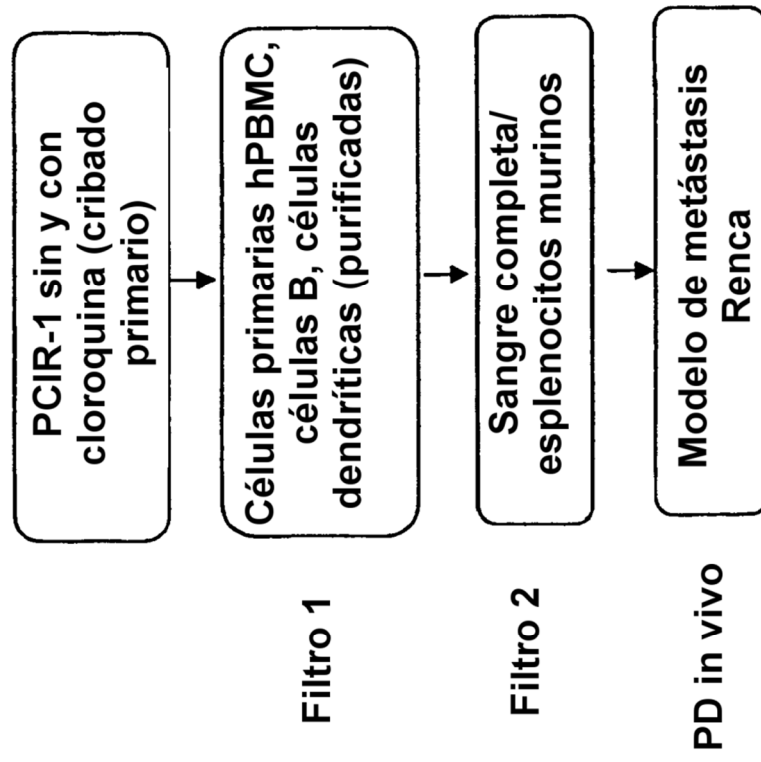 PCIR-1 sin y con
cloroquina (cribado
primario)
Filtro 1
Células primarias hPBMC,
células B, células
dendríticas (purificadas)
Filtro 2
Sangre completa/
esplenocitos murinos
PD in vivo
Modelo de metástasis
Renca